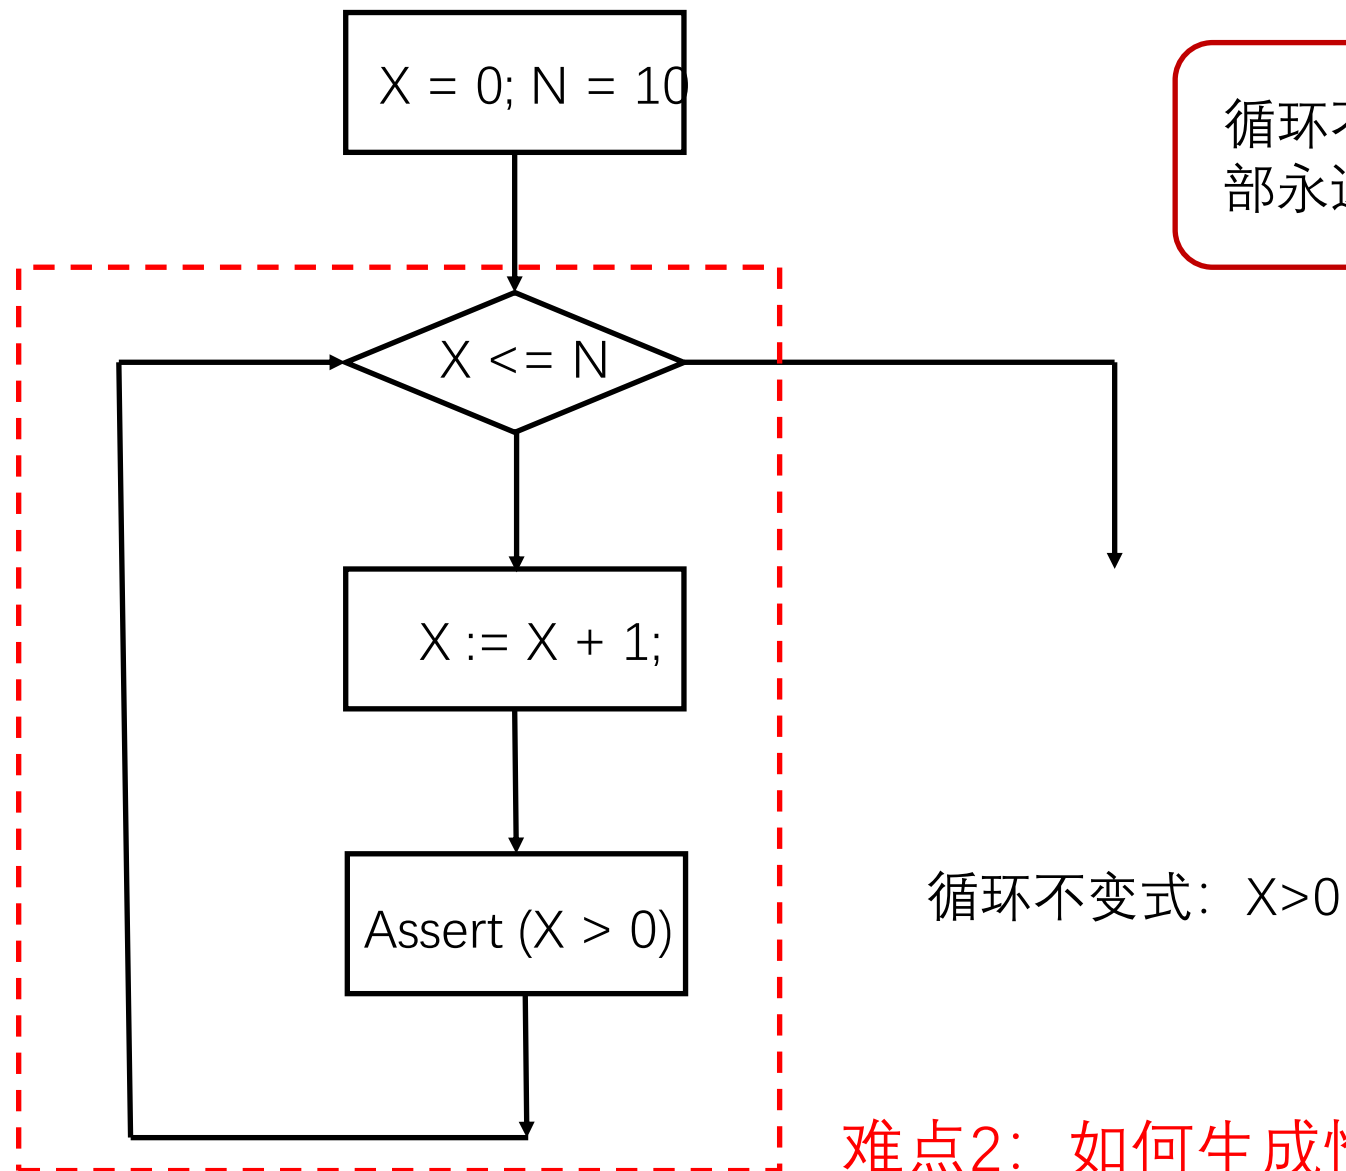 X = 0; N = 10
循环
部永
X <= N
X := X + 1;
Assert (X > 0)
循环不变式：X>0
难点2： 如何生成